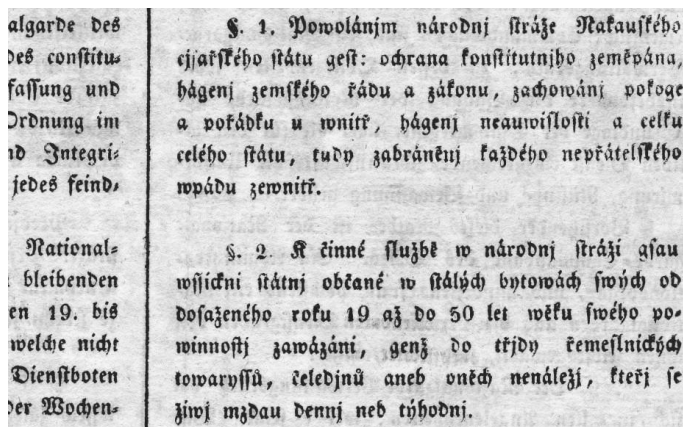 algarde des
des constitu-
fassung und
Ordnung im
nd Integri-
jedes feind-
National-
bleibenden
en 19. bis
welche nicht
Dienstboten
der Wochen-
§. 1. Powolánjm národnj stráže Rakauského
cjsařského státu gest: ochrana konstitutnjho zeměpána,
hágenj zemského řádu a zákonu, zachowánj pokoge
a pořádku u wnitř, hágenj neauwislosti a celku
celého státu, tudy zabráněnj každého nepřátelského
wpádu zewnitř.
§. 2. K činné službě w národnj stráži gsau
wssickni státnj občané w stálých bytowách swých od
dosaženého roku 19 až do 50 let wěku swého po-
winnostj zawázáni, genž do třjdy řemeslnických
towaryssů, čeledjnů aneb oněch nenáležj, kteřj se
žiwj mzdau dennj neb týhodnj.